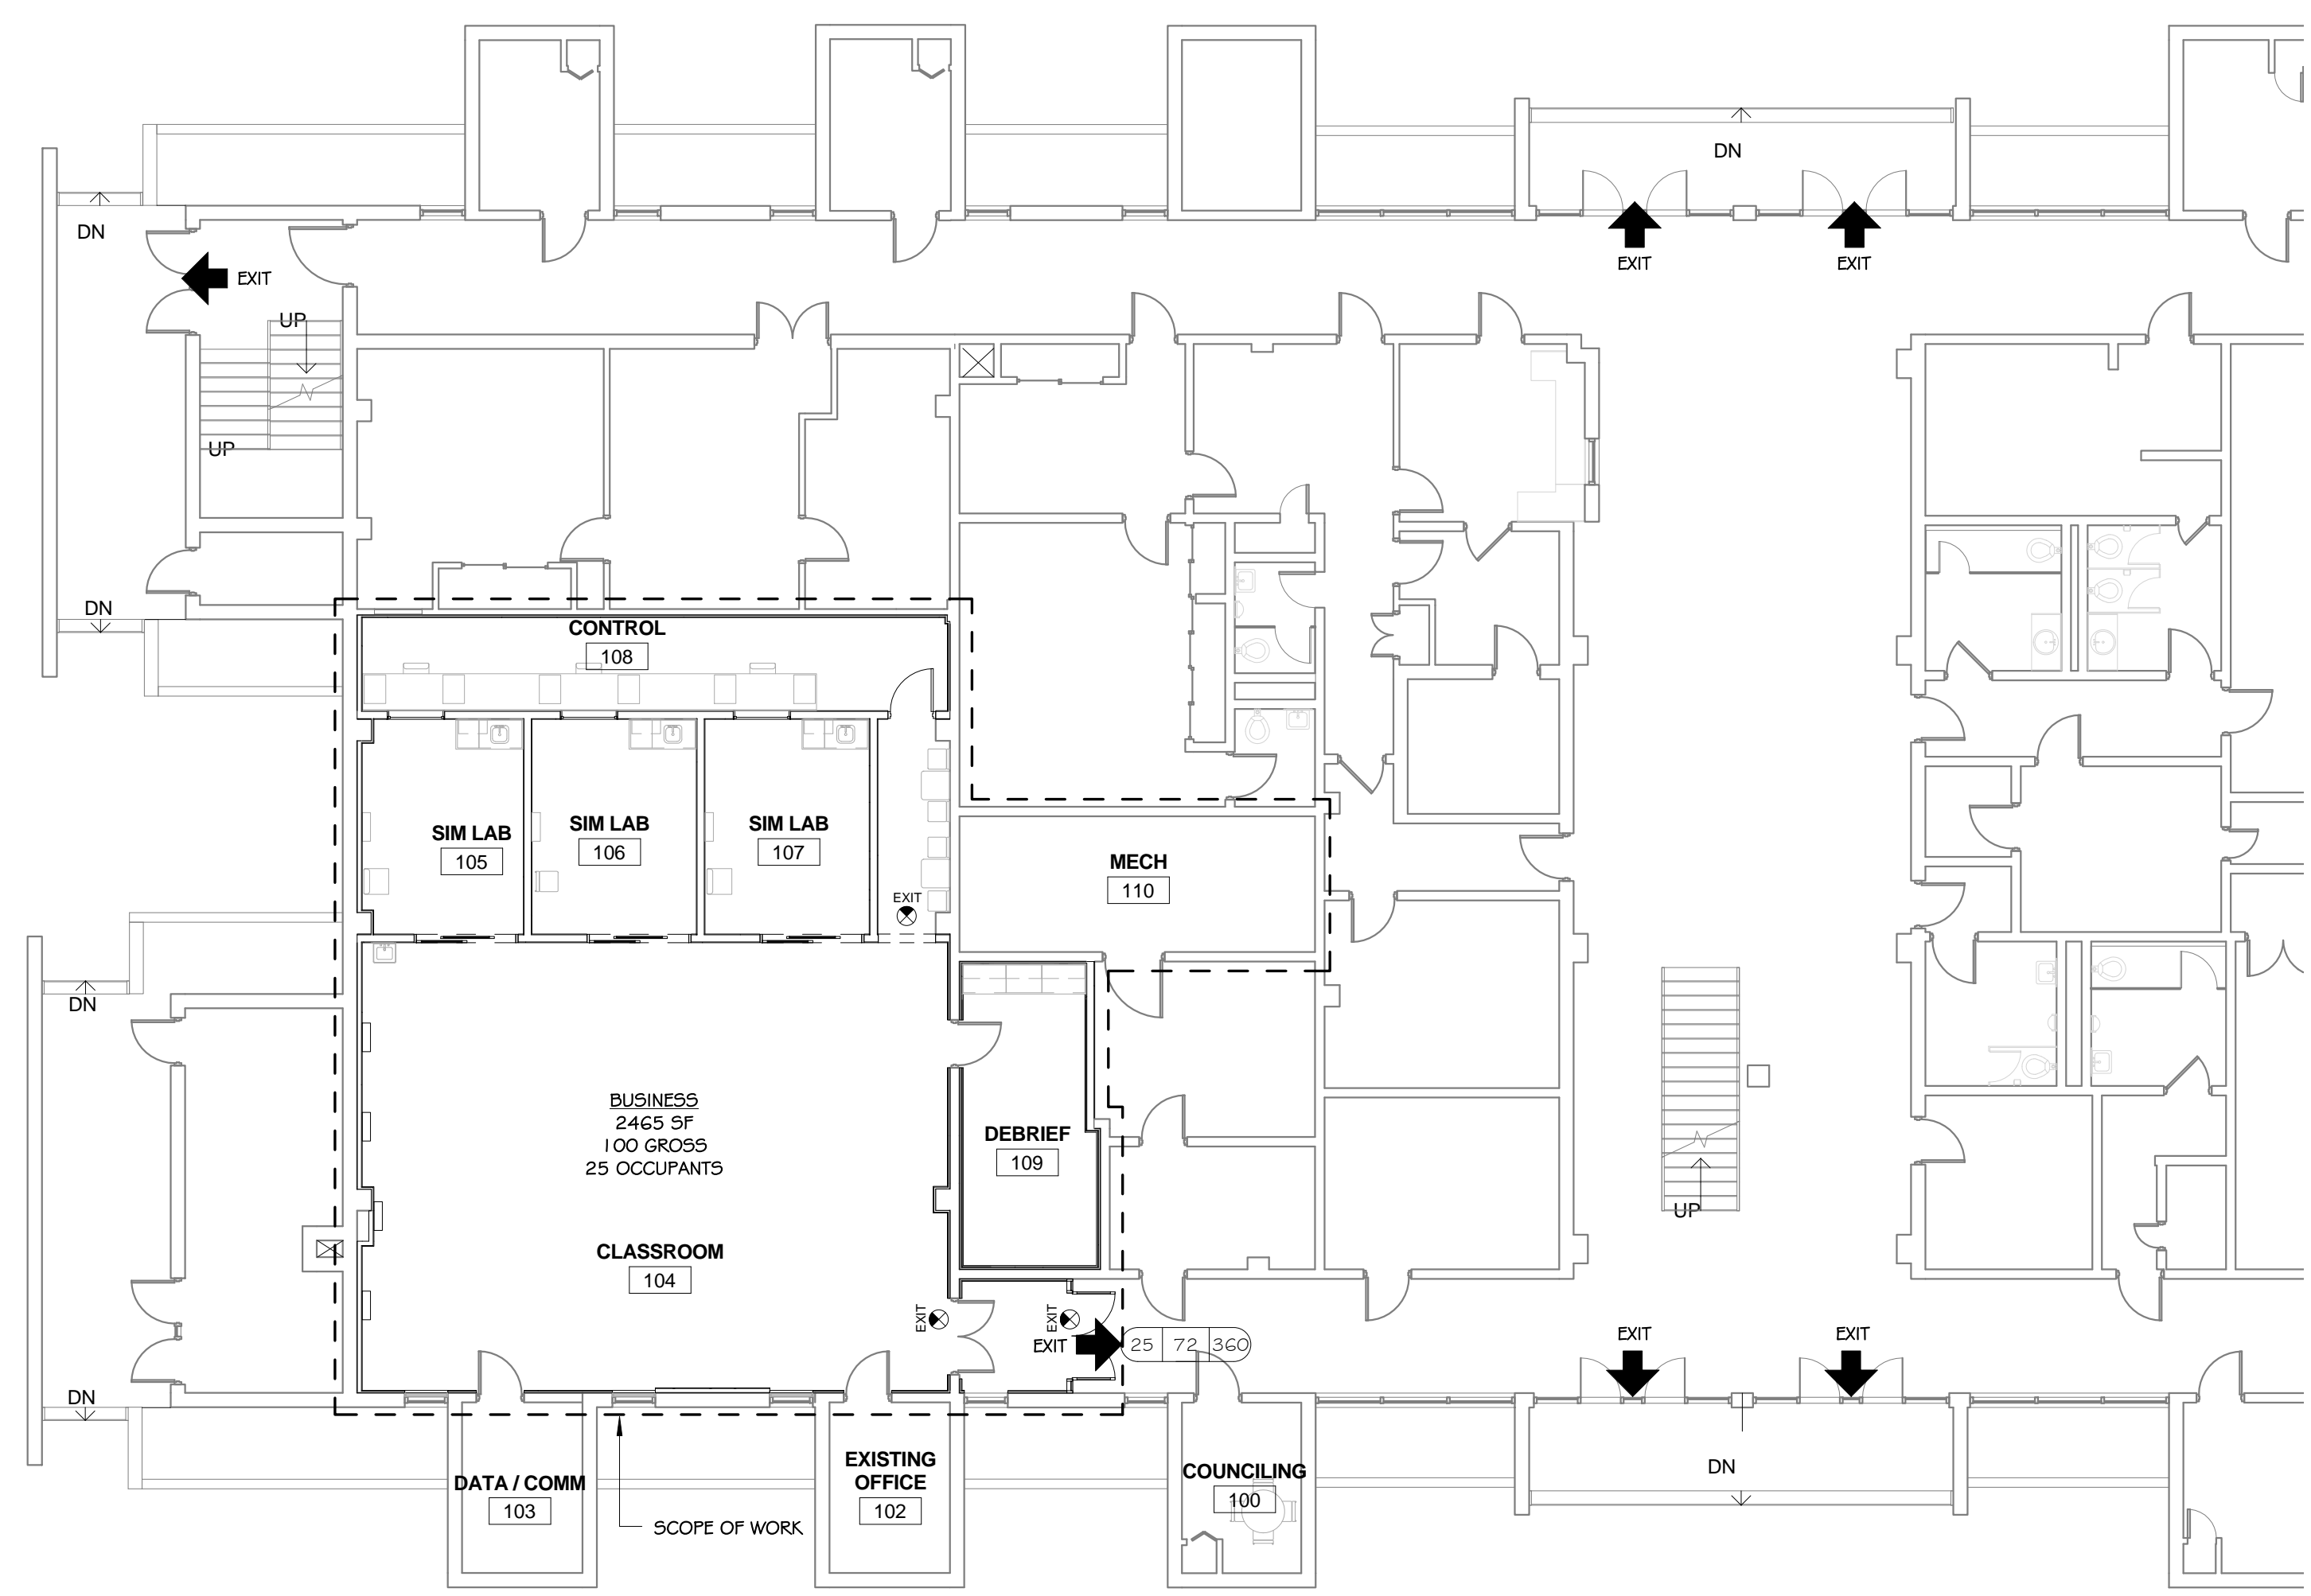 DN
DN
EXIT
EXIT
EXIT
UP
UP
DN
CONTROL
108
SIM LAB
105
SIM LAB
106
SIM LAB
107
MECH
110
EXIT
DN
BUSINESS
2465 SF
100 GROSS
25 OCCUPANTS
DEBRIEF
109
UP
CLASSROOM
104
EXIT
EXIT
EXIT
25 72 360
EXIT
EXIT
DN
DATA / COMM
103
EXISTING
OFFICE
102
COUNCILING
100
DN
SCOPE OF WORK